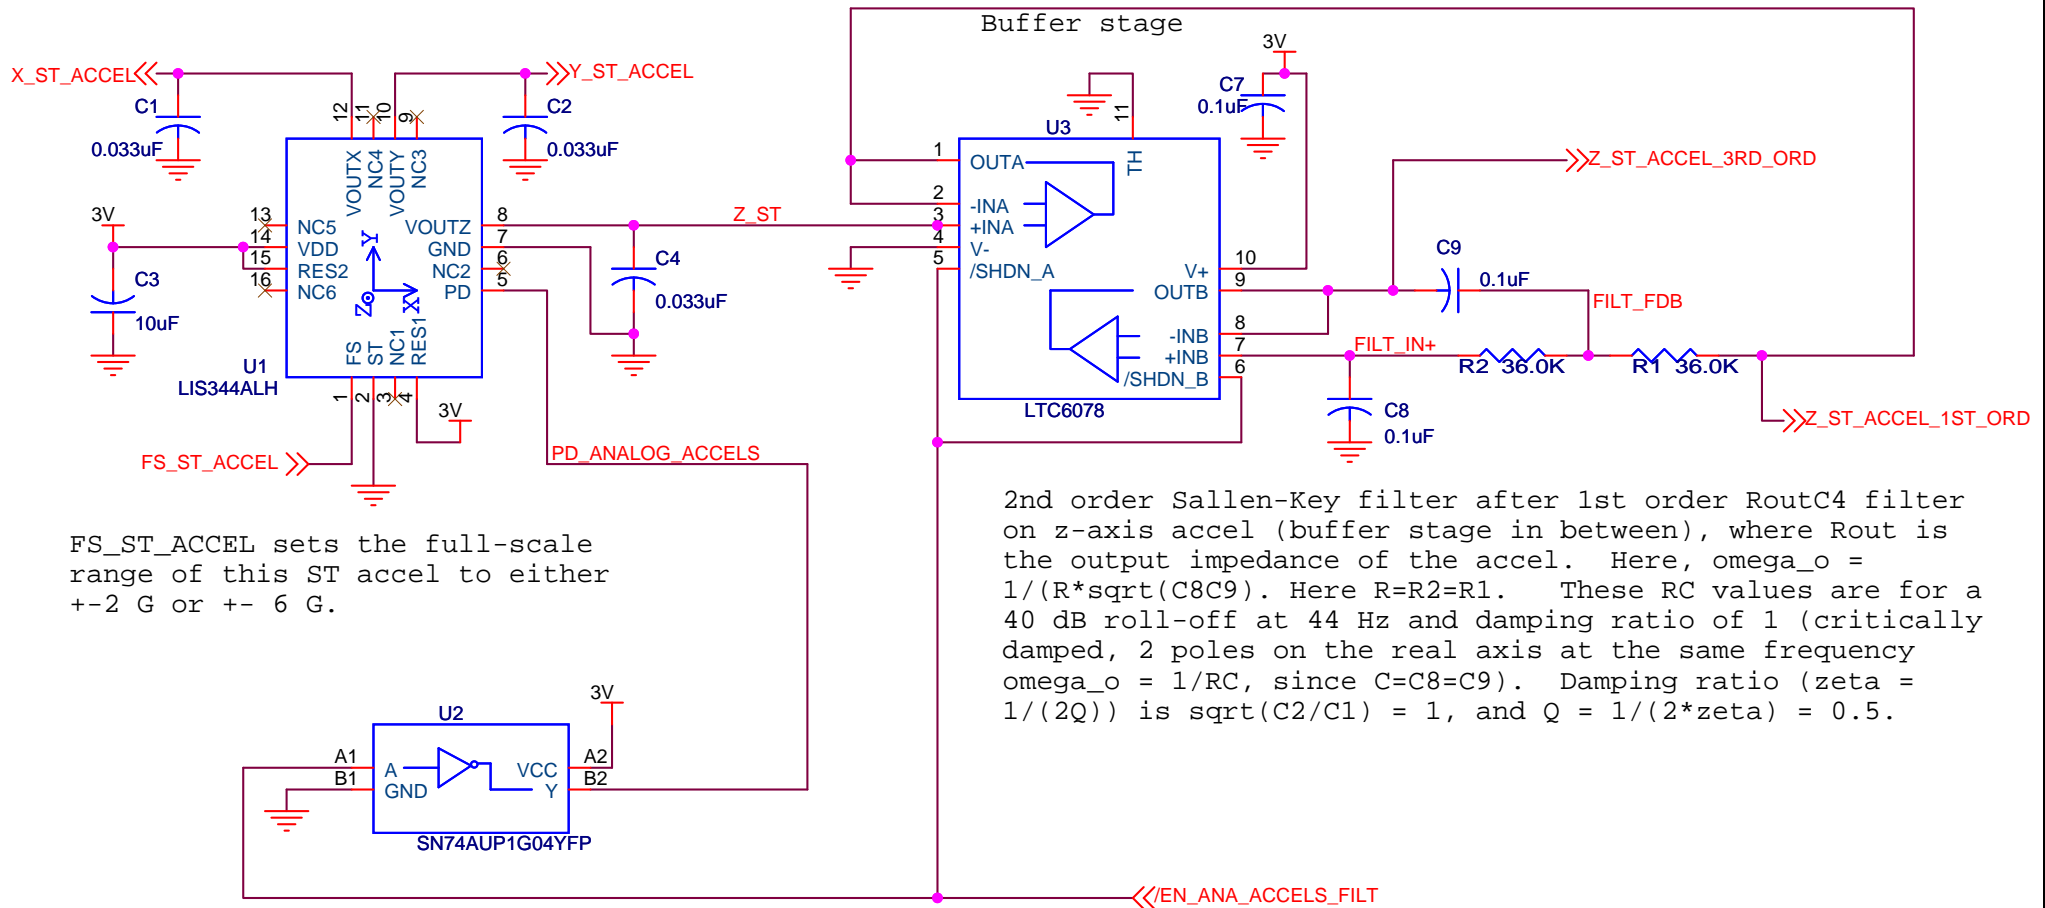 Buffer stage
X_ST_ACCEL
Y_ST_ACCEL
C1
0.033uF
C2
0.033uF
12
11
10
9
VOUTX
NC4
VOUTY
NC3
3V
C3
10uF
13
14
15
16
NC5
VDD
RES2
NC6
VOUTZ
GND
NC2
PD
8
7
6
5
X
Y
Z
FS
ST
NC1
RES1
1
2
3
4
U1
LIS344ALH
3V
FS_ST_ACCEL
PD_ANALOG_ACCELS
Z_ST
C4
0.033uF
U3
11
TH
3V
C7
0.1uF
1
2
3
4
5
OUTA
-INA
+INA
V-
/SHDN_A
V+
OUTB
-INB
+INB
/SHDN_B
10
9
8
7
6
LTC6078
Z_ST_ACCEL_3RD_ORD
C9
0.1uF
FILT_FDB
FILT_IN+
R2 36.0K
R1 36.0K
C8
0.1uF
Z_ST_ACCEL_1ST_ORD
FS_ST_ACCEL sets the full-scale
range of this ST accel to either
+-2 G or +- 6 G.
2nd order Sallen-Key filter after 1st order RoutC4 filter
on z-axis accel (buffer stage in between), where Rout is
the output impedance of the accel. Here, omega_o =
1/(R*sqrt(C8C9). Here R=R2=R1. These RC values are for a
40 dB roll-off at 44 Hz and damping ratio of 1 (critically
damped, 2 poles on the real axis at the same frequency
omega_o = 1/RC, since C=C8=C9). Damping ratio (zeta =
1/(2Q)) is sqrt(C2/C1) = 1, and Q = 1/(2*zeta) = 0.5.
U2
3V
A1
B1
A
GND
VCC
Y
A2
B2
SN74AUP1G04YFP
/EN_ANA_ACCELS_FILT